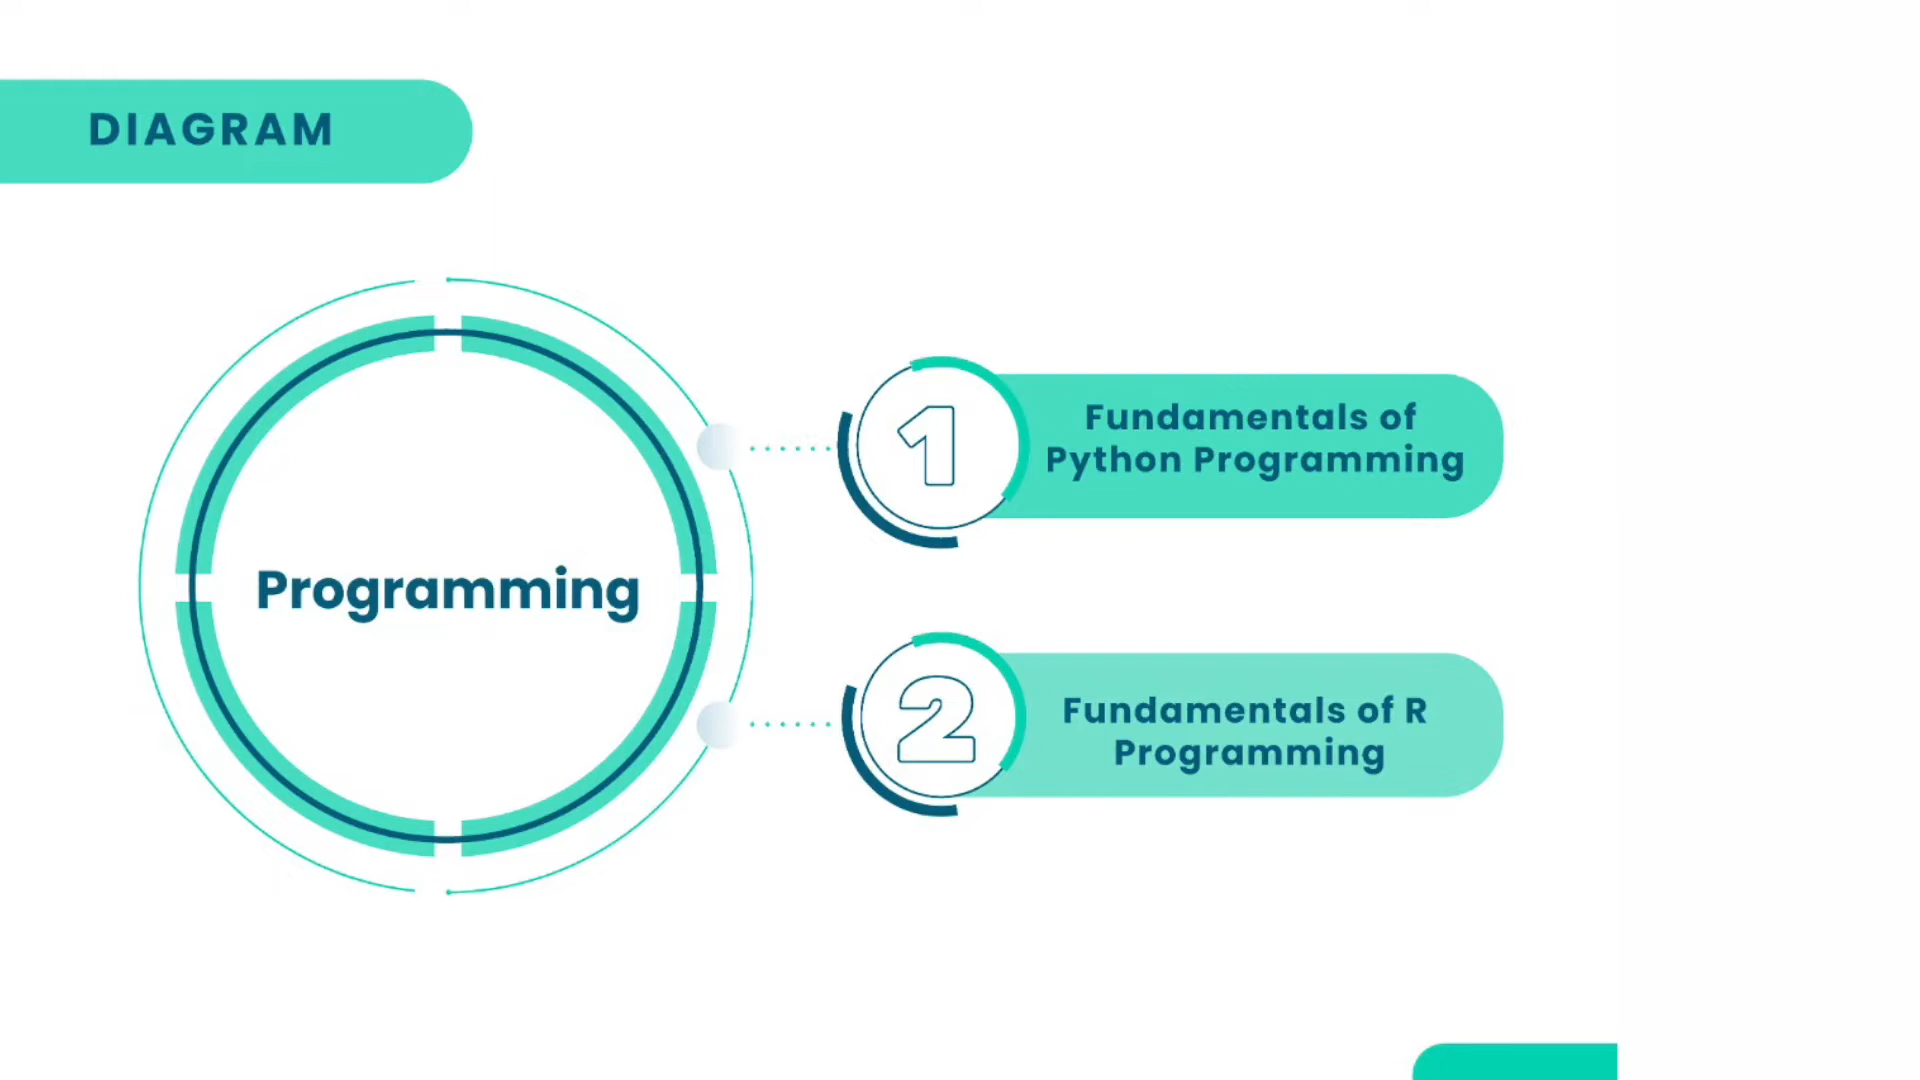 DIAGRAM
Programming
1
Fundamentals of
Python Programming
2
Fundamentals of R
Programming